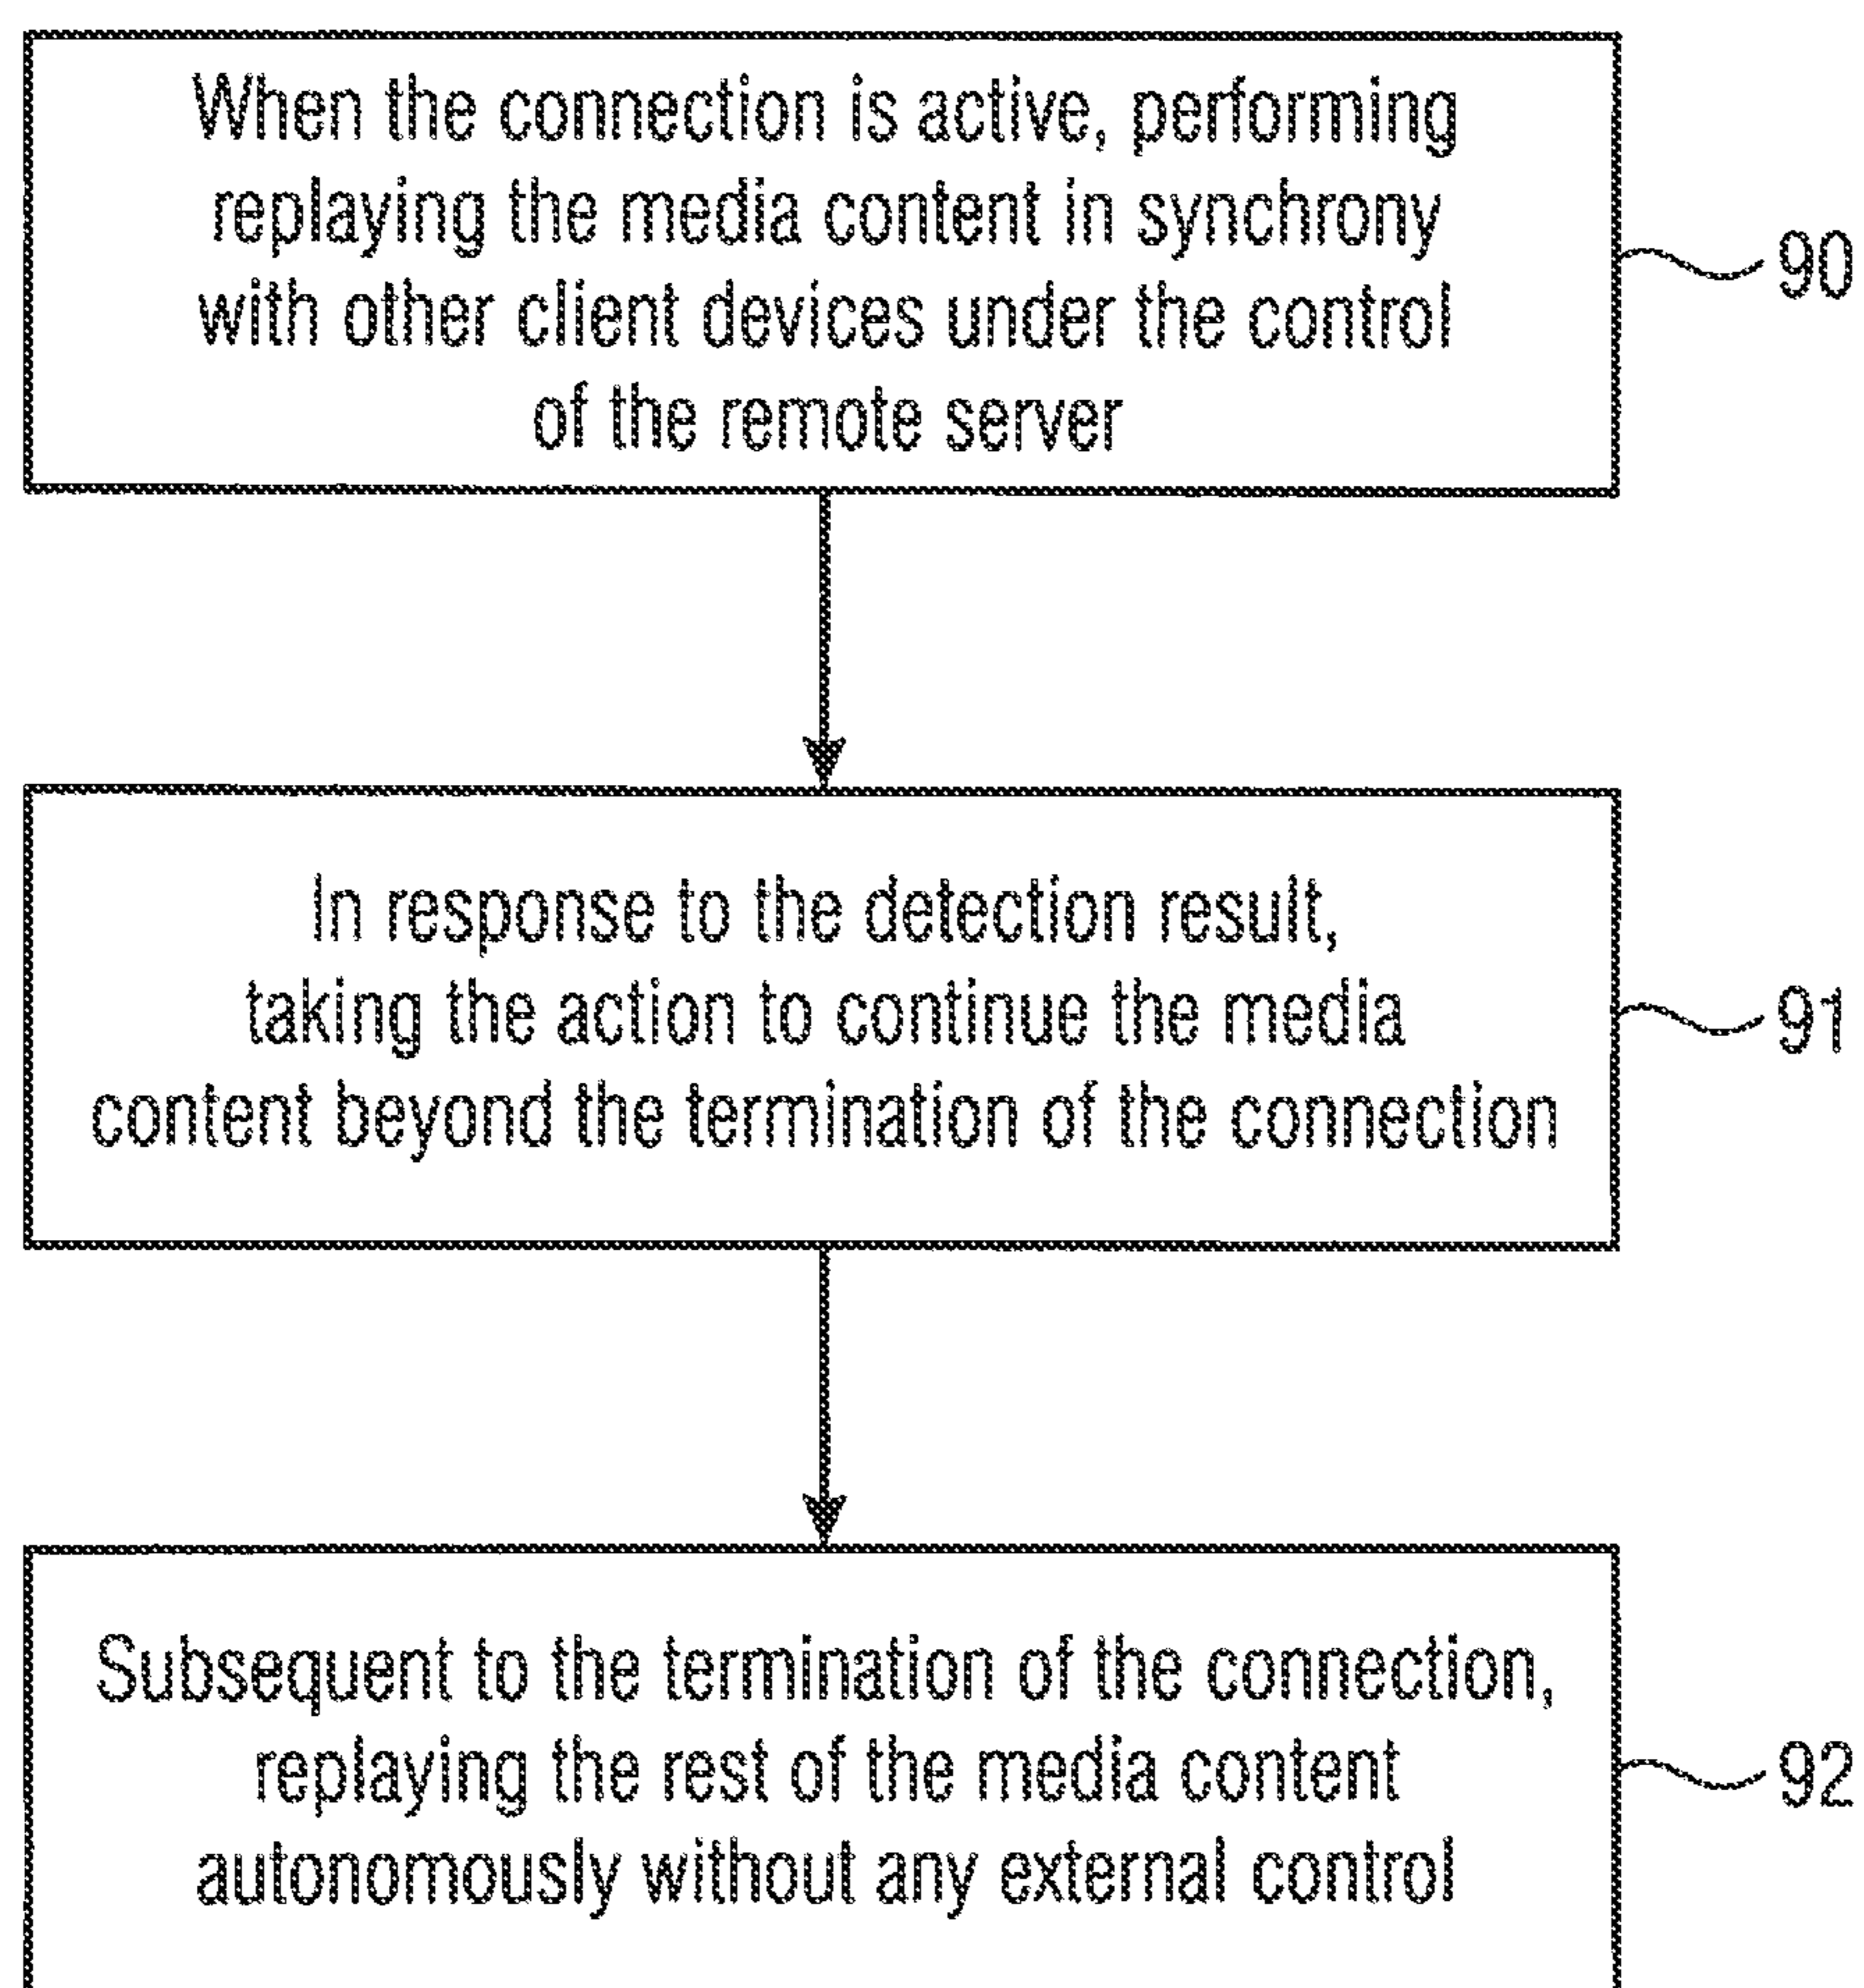 When the connection is active, performing
replaying the media content in synchrony
with other client devices under the control
of the remote server
90
In response to the detection result,
taking the action to continue the media
content beyond the termination of the connection
91
Subsequent to the termination of the connection,
replaying the rest of the media content
autonomously without any external control
92